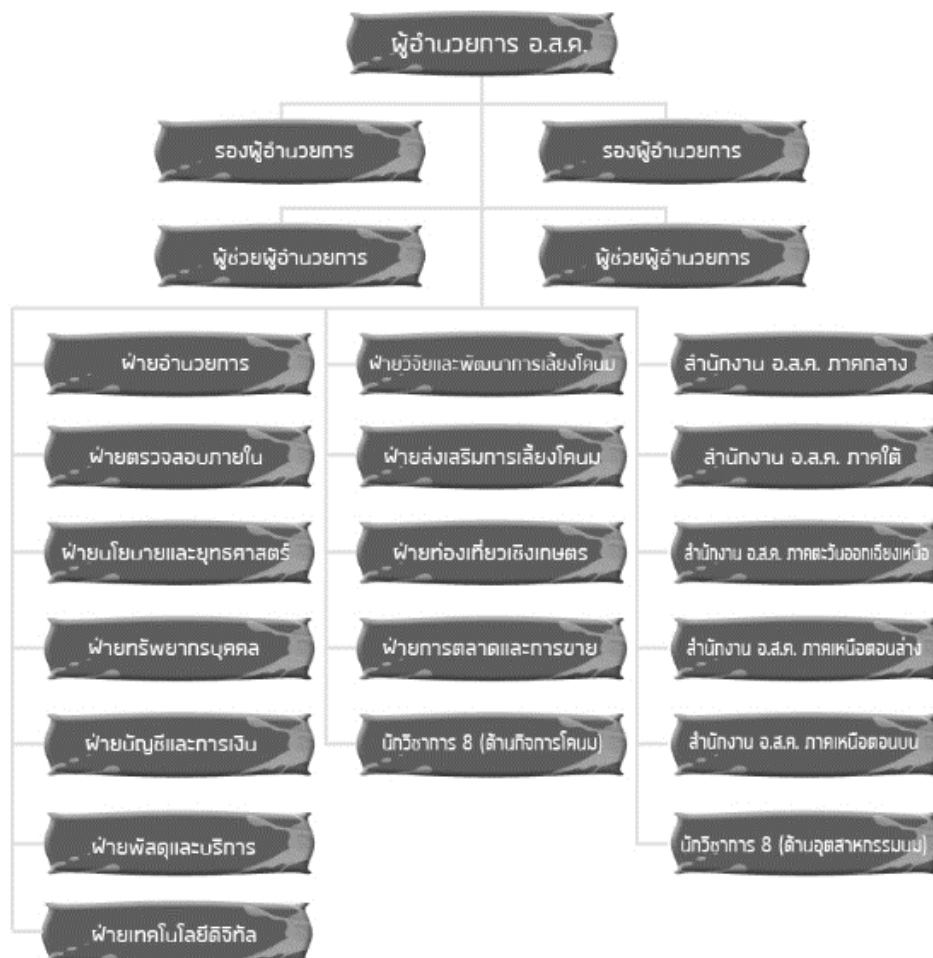 ผู้อำนวยการ อ.ส.ค.
รองผู้อำนวยการ
รองผู้อำนวยการ
ผู้ช่วยผู้อำนวยการ
ผู้ช่วยผู้อำนวยการ
ฝ่ายอำนวยการ
ฝ่ายตรวจสอบภายใน
ฝ่ายนโยบายและยุทธศาสตร์
ฝ่ายทรัพยากรบุคคล
ฝ่ายบัญชีและการเงิน
ฝ่ายพัสดุและบริการ
ฝ่ายเทคโนโลยีดิจิทัล
ฝ่ายวิจัยและพัฒนาการเลี้ยงโคนม
ฝ่ายส่งเสริมการเลี้ยงโคนม
ฝ่ายท่องเที่ยวเชิงเกษตร
ฝ่ายการตลาดและการขาย
นักวิชาการ 8 (ด้านกิจการโคนม)
สำนักงาน อ.ส.ค. ภาคกลาง
สำนักงาน อ.ส.ค. ภาคใต้
สำนักงาน อ.ส.ค. ภาคตะวันออกเฉียงเหนือ
สำนักงาน อ.ส.ค. ภาคเหนือตอนล่าง
สำนักงาน อ.ส.ค. ภาคเหนือตอนบน
นักวิชาการ 8 (ด้านอุตสาหกรรมนม)